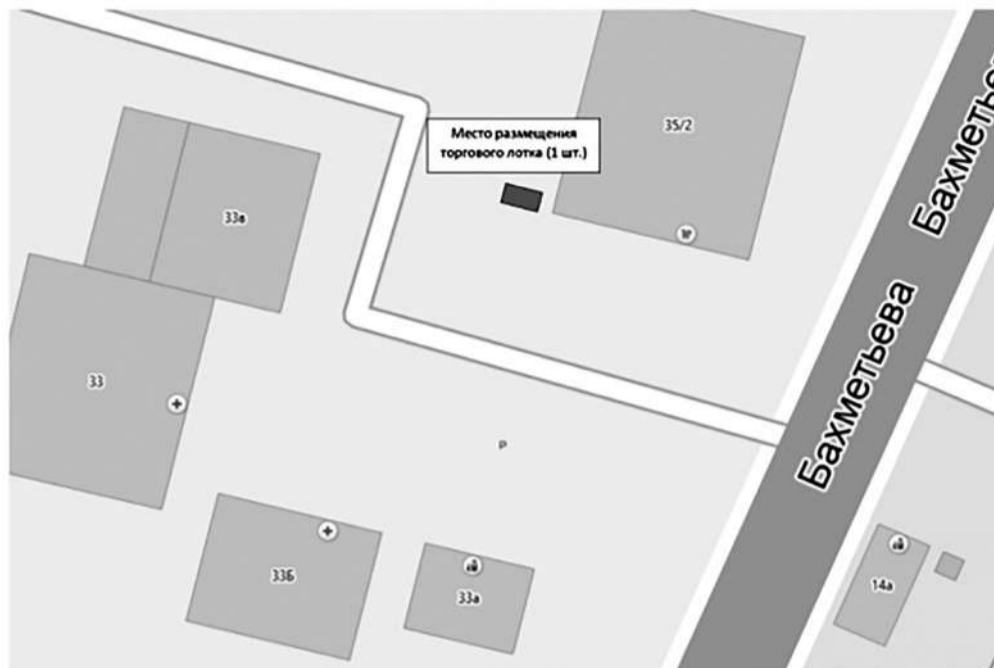 Бахметьева
Место размещения
торгового лотка (1 шт.)
35/2
33в
33
Бахметьева
P
33Б
33а
14а